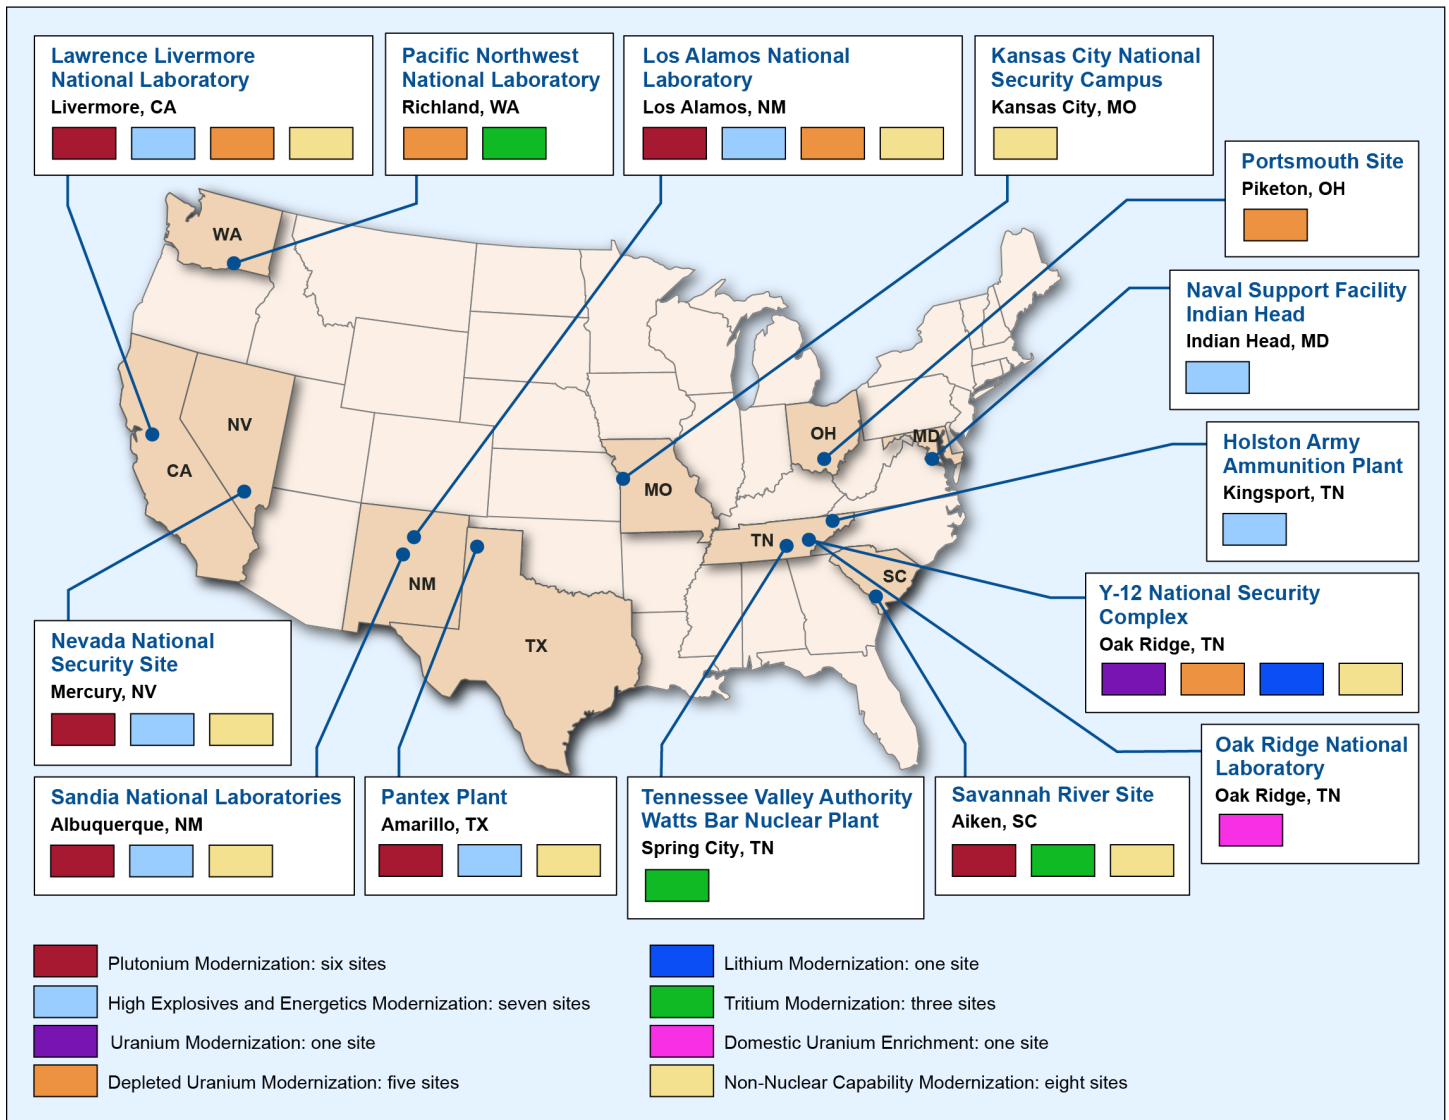 Lawrence Livermore
National Laboratory
Livermore, CA
Pacific Northwest
National Laboratory
Richland, WA
Los Alamos National
Laboratory
Los Alamos, NM
Kansas City National
Security Campus
Kansas City, MO
Portsmouth Site
Piketon, OH
Naval Support Facility
Indian Head
Indian Head, MD
Holston Army
Ammunition Plant
Kingsport, TN
Y-12 National Security
Complex
Oak Ridge, TN
Oak Ridge National
Laboratory
Oak Ridge, TN
WA
NV
CA
OH
MD
MO
TN
SC
NM
TX
Nevada National
Security Site
Mercury, NV
Sandia National Laboratories
Albuquerque, NM
Pantex Plant
Amarillo, TX
Tennessee Valley Authority
Watts Bar Nuclear Plant
Spring City, TN
Savannah River Site
Aiken, SC
Plutonium Modernization: six sites
High Explosives and Energetics Modernization: seven sites
Uranium Modernization: one site
Depleted Uranium Modernization: five sites
Lithium Modernization: one site
Tritium Modernization: three sites
Domestic Uranium Enrichment: one site
Non-Nuclear Capability Modernization: eight sites